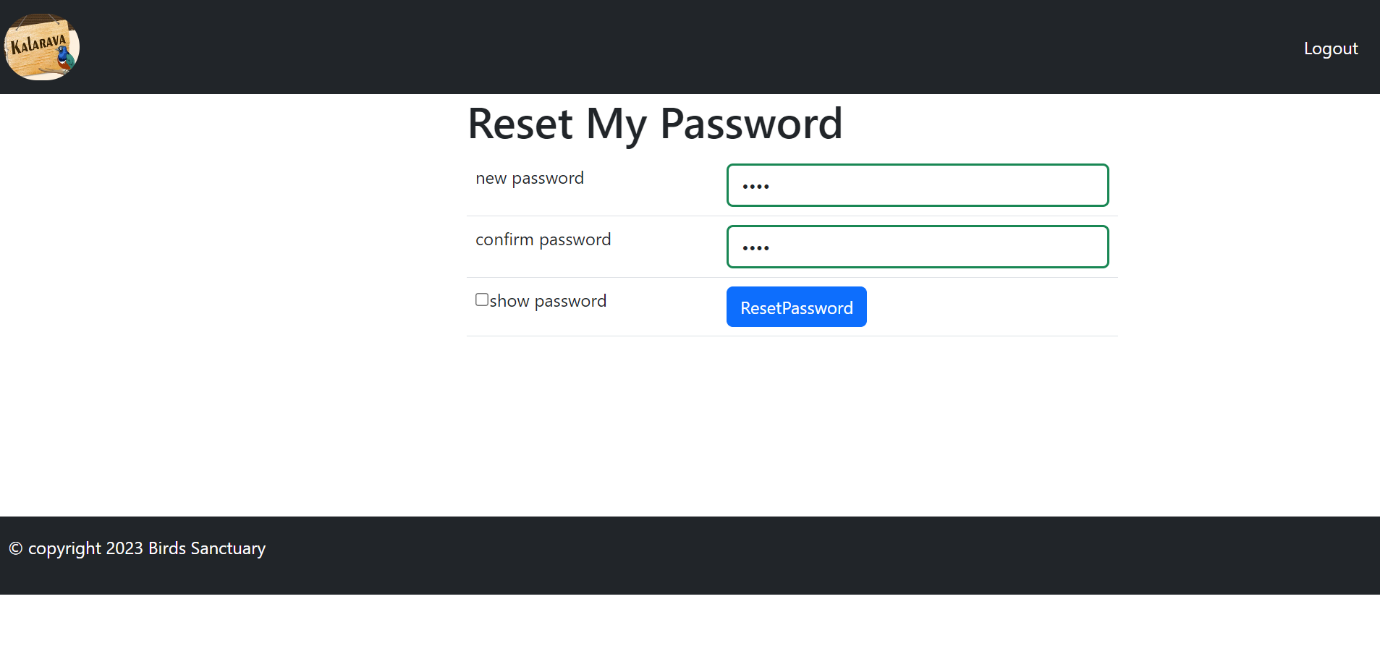 KALARAVA
Logout
Reset My Password
new password
••••
confirm password
••••
show password
ResetPassword
© copyright 2023 Birds Sanctuary